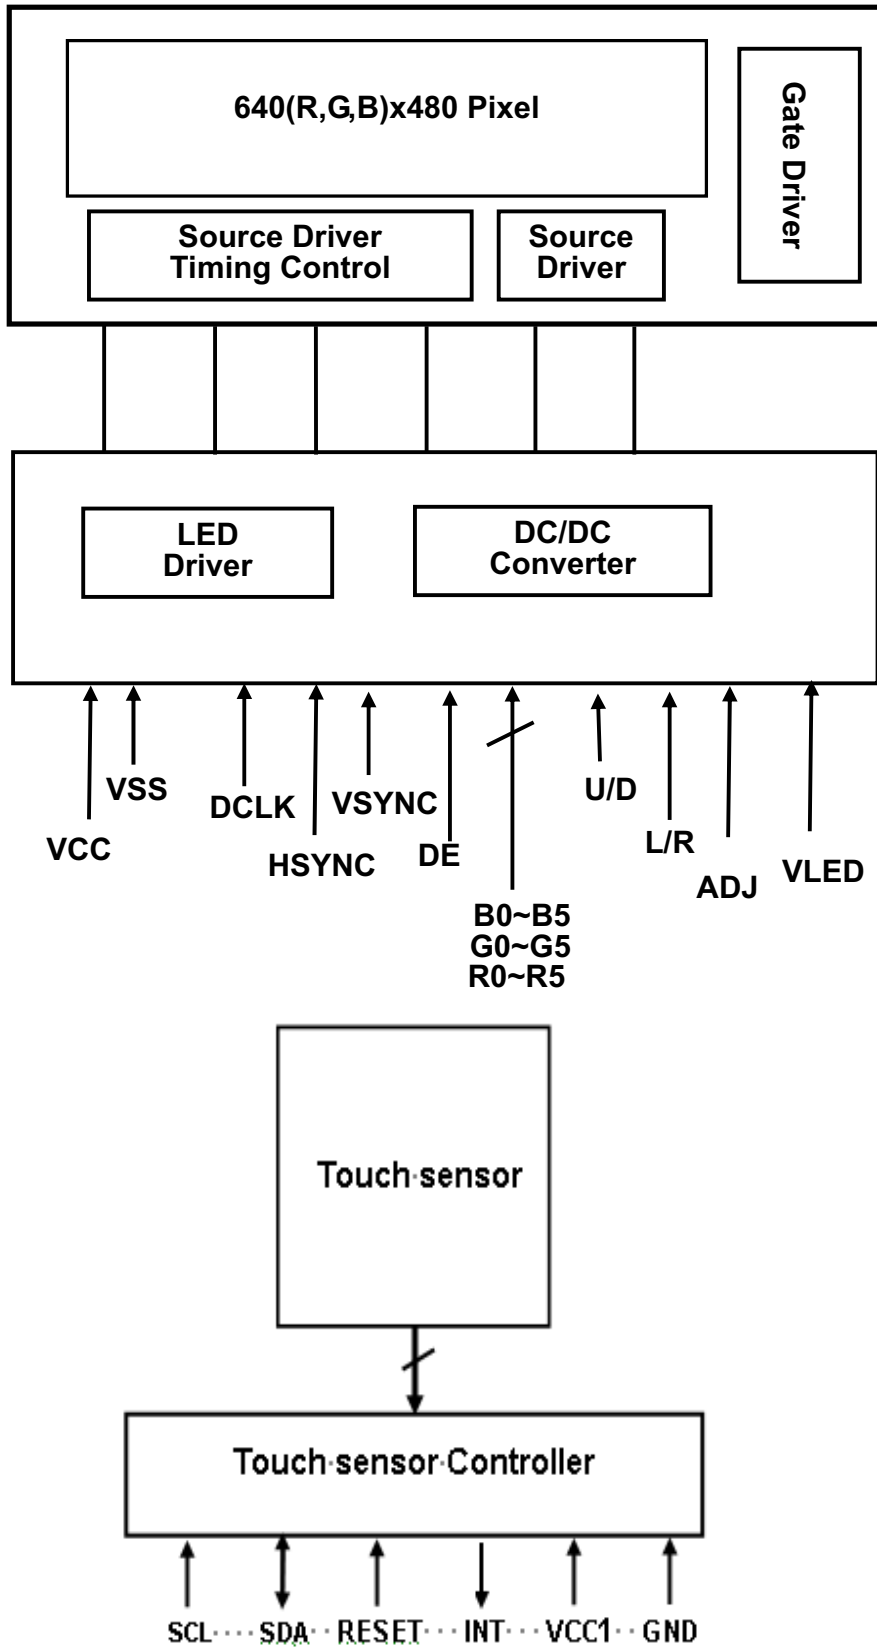 640(R,G,B)x480 Pixel
Gate Driver
Source Driver
Timing Control
Source
Driver
LED
Driver
DC/DC
Converter
VCC
VSS
DCLK
HSYNC
VSYNC
DE
B0~B5
G0~G5
R0~R5
U/D
L/R
ADJ
VLED
Touch·sensor
Touch·sensor·Controller
SCL····SDA··RESET···INT···VCC1··GND